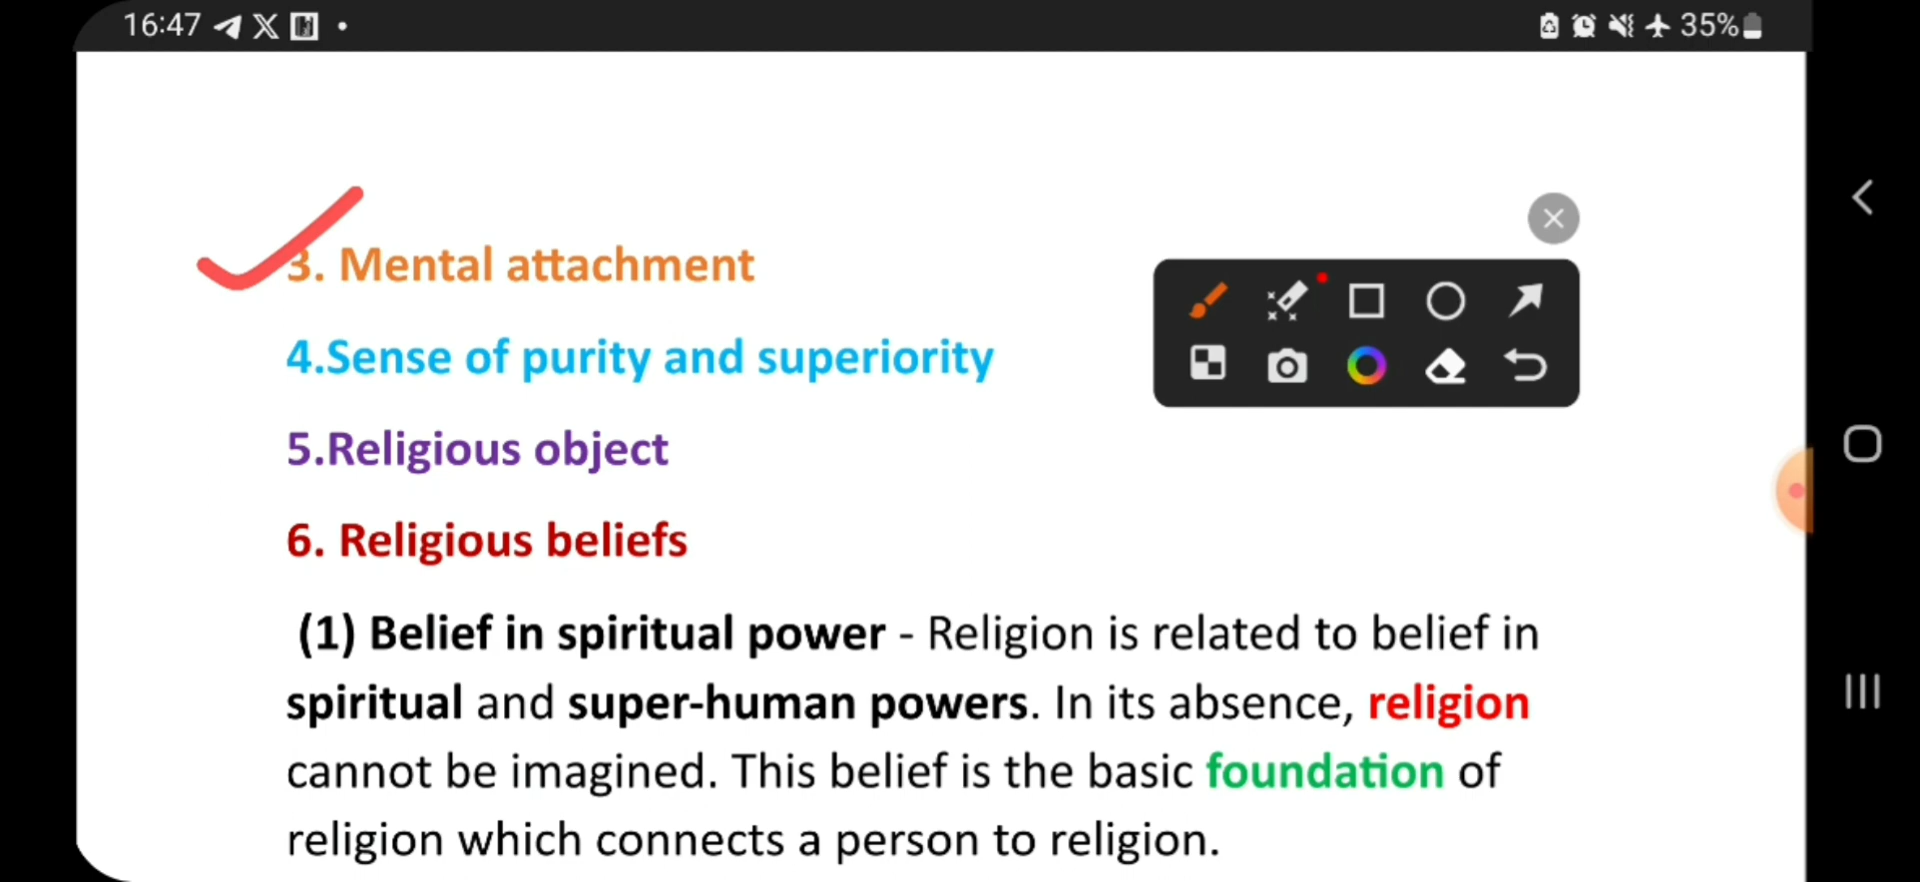 16:47
35%
3. Mental attachment
4.Sense of purity and superiority
5.Religious object
6. Religious beliefs
(1) Belief in spiritual power - Religion is related to belief in
spiritual and super-human powers. In its absence, religion
cannot be imagined. This belief is the basic foundation of
religion which connects a person to religion.